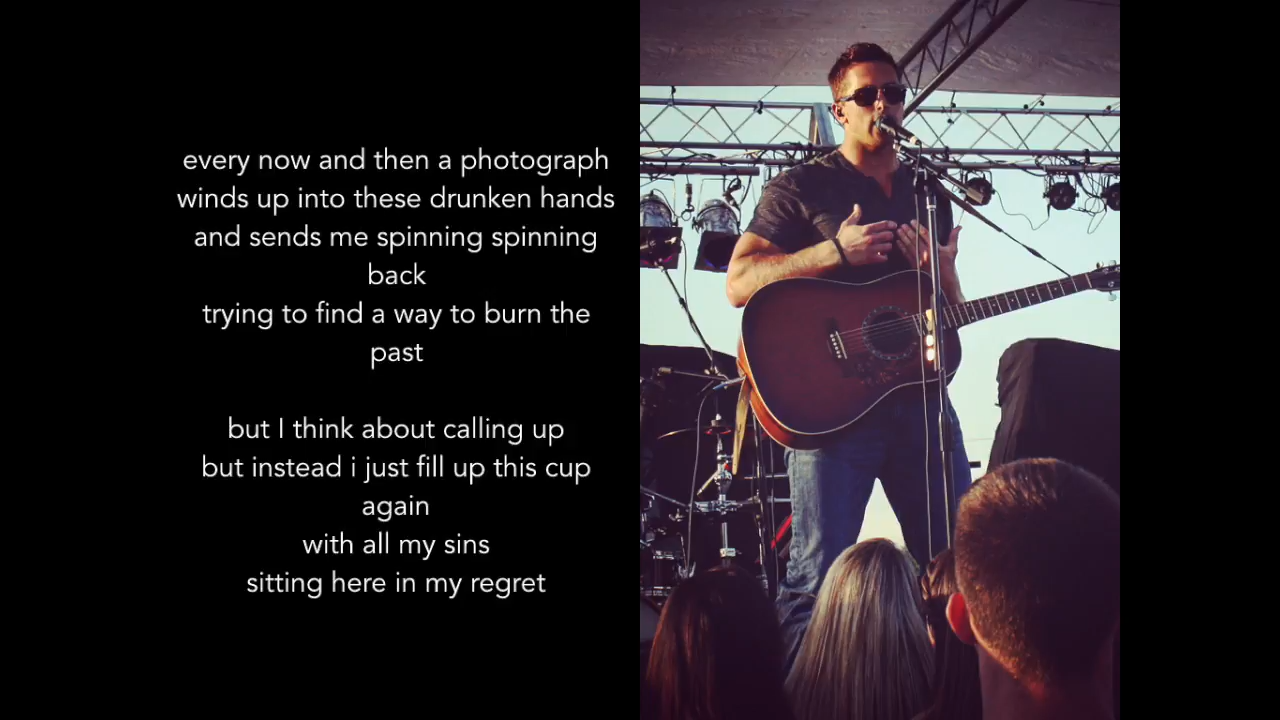 every now and then a photograph
winds up into these drunken hands
and sends me spinning spinning
back
trying to find a way to burn the
past
but I think about calling up
but instead i just fill up this cup
again
with all my sins
sitting here in my regret